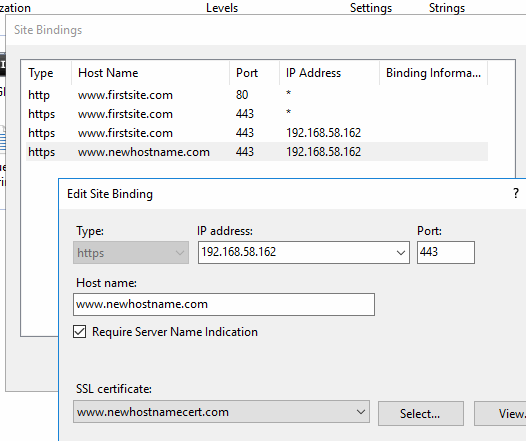 ization Levels Settings Strings
Site Bindings
Type Host Name Port IP Address Binding Informa...
http www.firstsite.com 80 *
https www.firstsite.com 443 *
https www.firstsite.com 443 192.168.58.162
https www.newhostname.com 443 192.168.58.162
Edit Site Binding ?
Type: IP address: Port:
https 192.168.58.162 443
Host name:
www.newhostname.com
Require Server Name Indication
SSL certificate:
www.newhostnamecert.com Select... View...